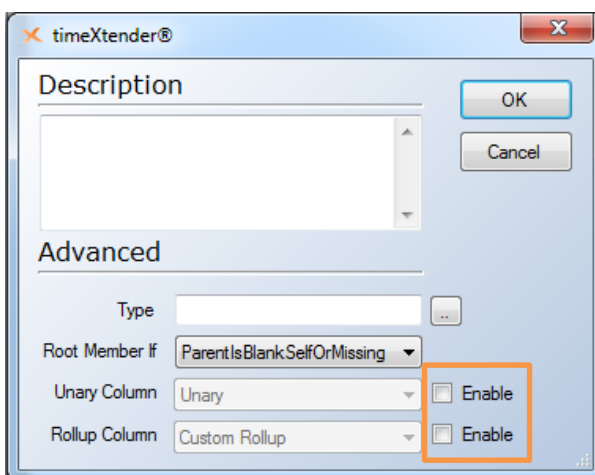 timeXtender®
Description
OK
Cancel
Advanced
Type
..
Root Member If ParentIsBlankSelfOrMissing
Unary Column Unary Enable
Rollup Column Custom Rollup Enable